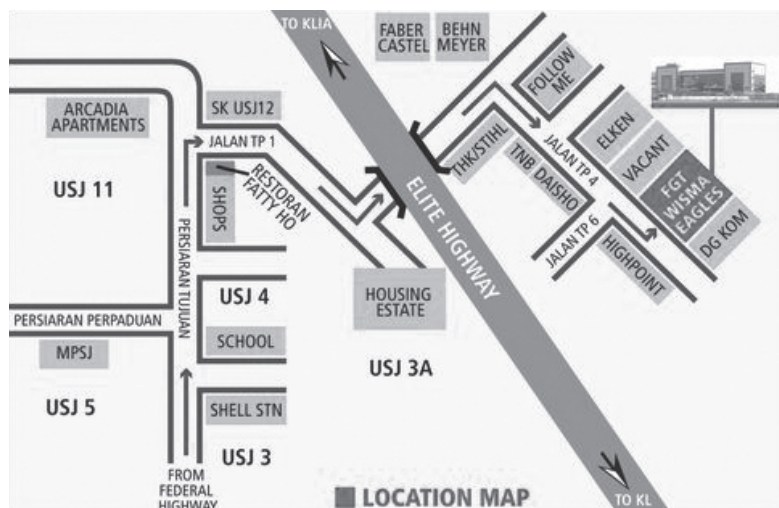 TO KLIA
FABER
CASTEL
BEHN
MEYER
FOLLOW
ME
ARCADIA
APARTMENTS
SK USJ12
JALAN TP 1
THK/STIHL
TNB DAISHO
JALAN TP 4
ELKEN
VACANT
FGT
WISMA
EAGLES
DG KOM
USJ 11
SHOPS
RESTORAN
FATTY HO
ELITE HIGHWAY
JALAN TP 6
HIGHPOINT
PERSIARAN TUJUAN
USJ 4
HOUSING
ESTATE
PERSIARAN PERPADUAN
MPSJ
SCHOOL
USJ 3A
USJ 5
SHELL STN
USJ 3
FROM
FEDERAL
HIGHWAY
LOCATION MAP
TO KL